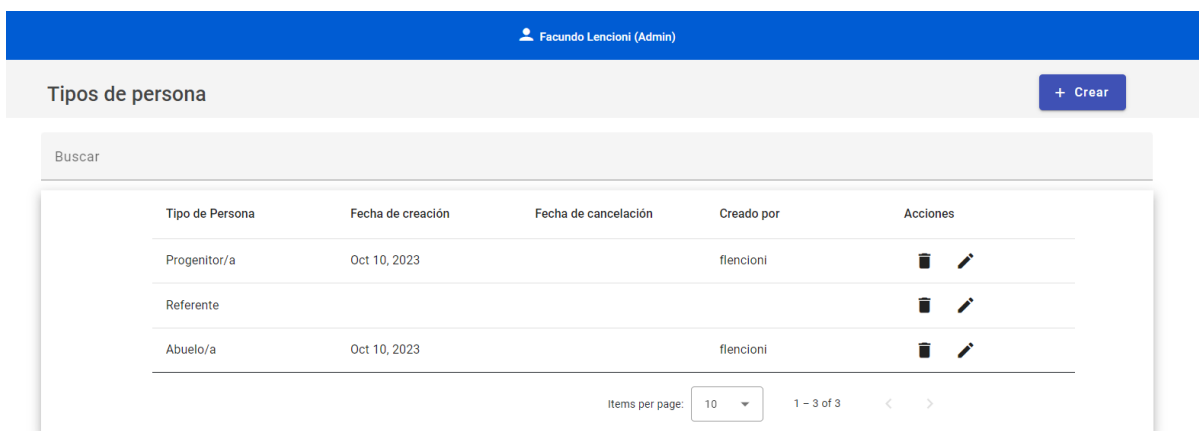 Facundo Lencioni (Admin)
Tipos de persona
+ Crear
Buscar
Tipo de Persona Fecha de creación Fecha de cancelación Creado por Acciones
Progenitor/a Oct 10, 2023 flencioni
Referente
Abuelo/a Oct 10, 2023 flencioni
Items per page: 10 1 – 3 of 3